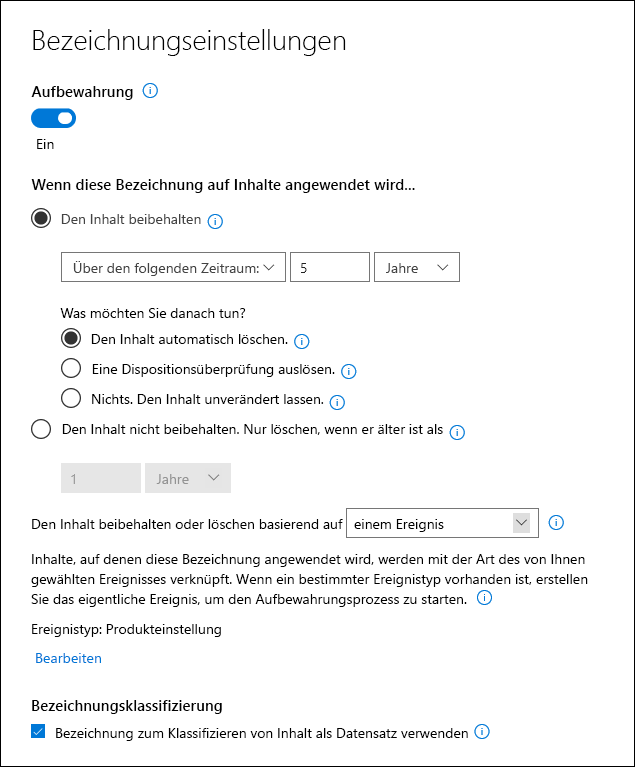 Bezeichnungseinstellungen
Aufbewahrung
Ein
Wenn diese Bezeichnung auf Inhalte angewendet wird...
Den Inhalt beibehalten
Über den folgenden Zeitraum: 5 Jahre
Was möchten Sie danach tun?
Den Inhalt automatisch löschen.
Eine Dispositionsüberprüfung auslösen.
Nichts. Den Inhalt unverändert lassen.
Den Inhalt nicht beibehalten. Nur löschen, wenn er älter ist als
1 Jahre
Den Inhalt beibehalten oder löschen basierend auf einem Ereignis
Inhalte, auf denen diese Bezeichnung angewendet wird, werden mit der Art des von Ihnen
gewählten Ereignisses verknüpft. Wenn ein bestimmter Ereignistyp vorhanden ist, erstellen
Sie das eigentliche Ereignis, um den Aufbewahrungsprozess zu starten.
Ereignistyp: Produkteinstellung
Bearbeiten
Bezeichnungsklassifizierung
Bezeichnung zum Klassifizieren von Inhalt als Datensatz verwenden